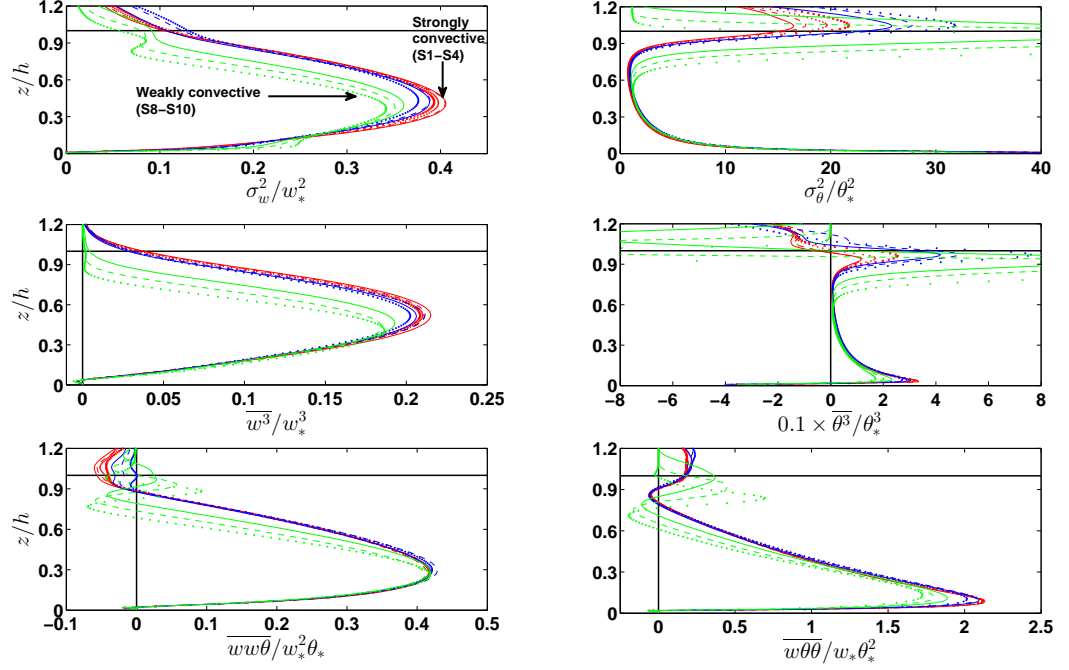 1.2
0.9
0.6
0.3
0
z/h
Strongly
convective
(S1−S4)
Weakly convective
(S8−S10)
0 0.1 0.2 0.3 0.4
σ_w^2/w_*^2
1.2
0.9
0.6
0.3
0
z/h
0 10 20 30 40
σ_θ^2/θ_*^2
1.2
0.9
0.6
0.3
0
z/h
0 0.05 0.1 0.15 0.2 0.25
\overline{w^3}/w_*^3
1.2
0.9
0.6
0.3
0
z/h
−8 −6 −4 −2 0 2 4 6 8
0.1 × \overline{θ^3}/θ_*^3
1.2
0.9
0.6
0.3
0
z/h
−0.1 0 0.1 0.2 0.3 0.4 0.5
\overline{wwθ}/w_*^2θ_*
1.2
0.9
0.6
0.3
0
z/h
0 0.5 1 1.5 2 2.5
\overline{wθθ}/w_*θ_*^2